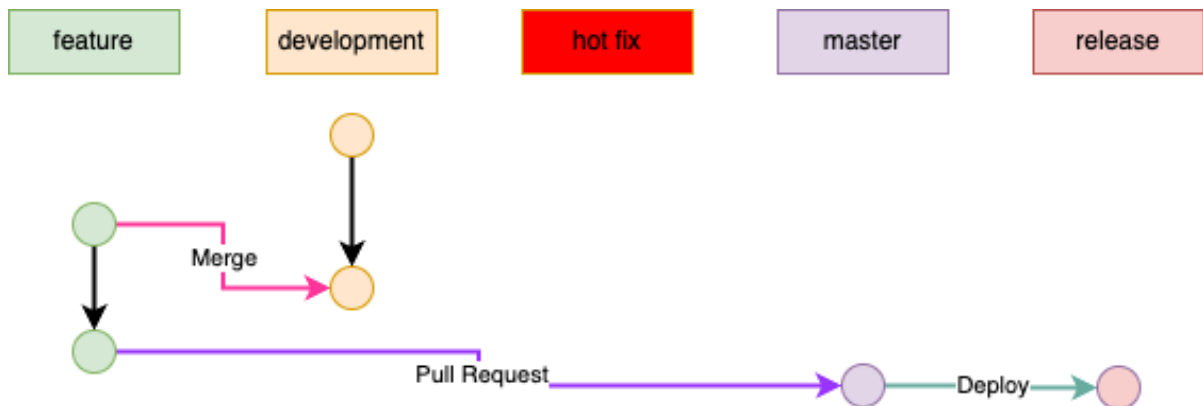 feature
development
hot fix
master
release
Merge
Pull Request
Deploy